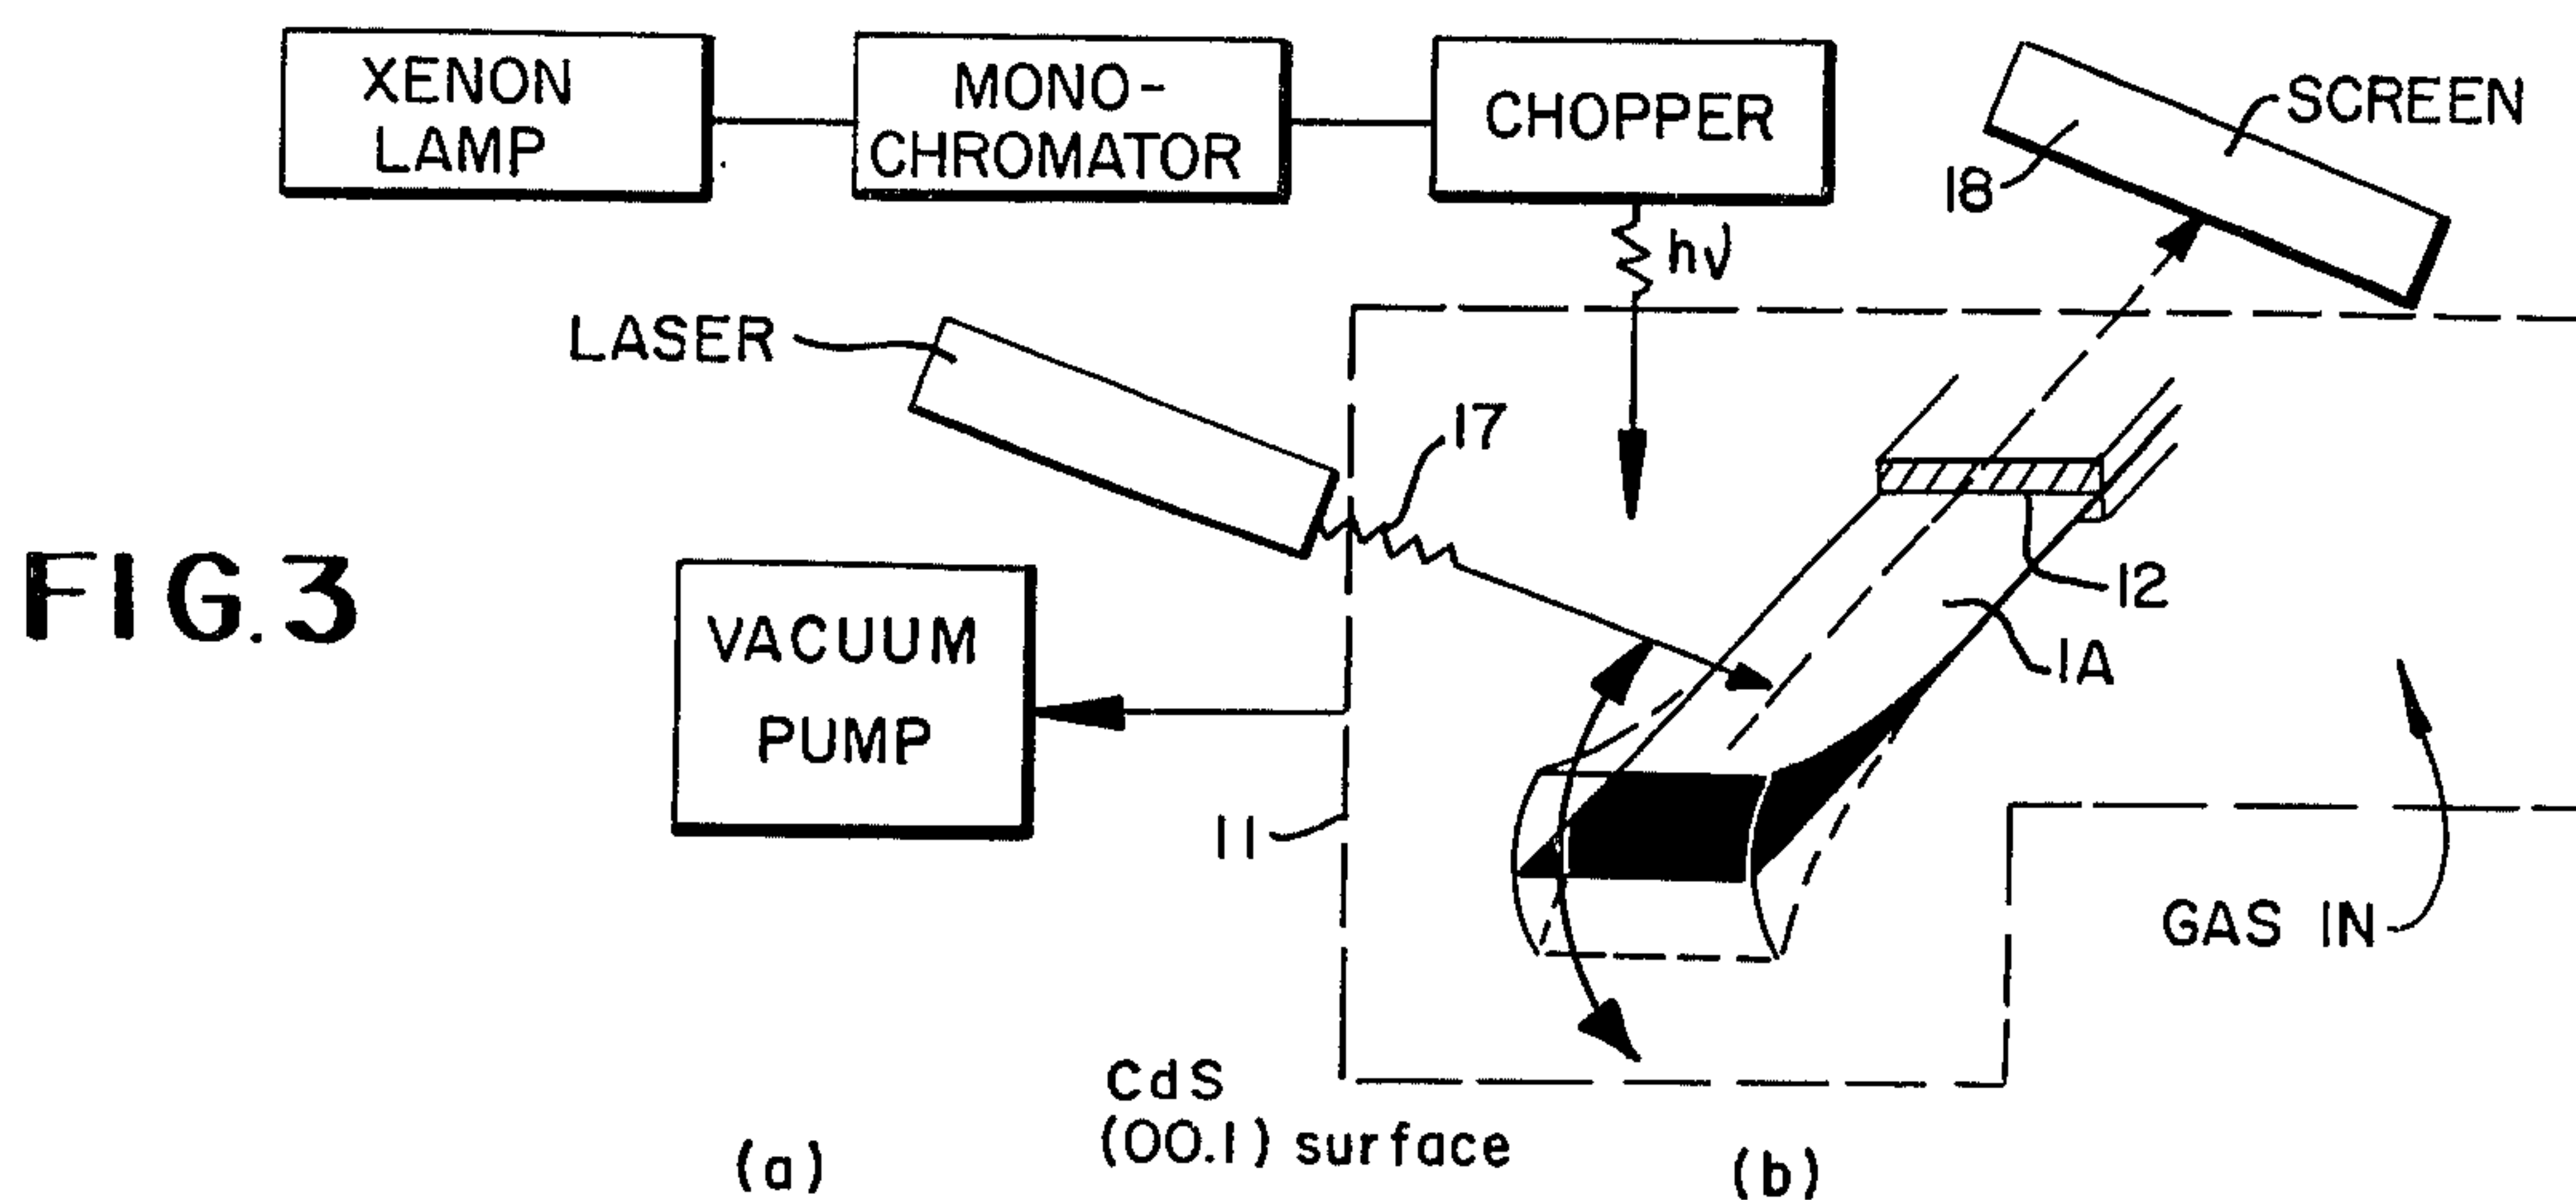 XENON
LAMP
MONO-
CHROMATOR
CHOPPER
SCREEN
18
hν
LASER
17
FIG. 3
12
VACUUM
PUMP
1A
11
GAS IN
CdS
(00.1) surface
(a)
(b)